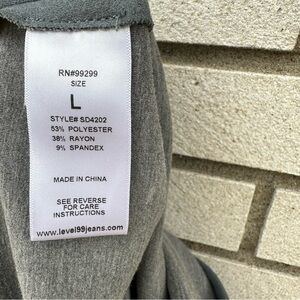 RN#99299
SIZE
L
STYLE# SD4202
53% POLYESTER
38% RAYON
9% SPANDEX
MADE IN CHINA
SEE REVERSE
FOR CARE
INSTRUCTIONS
www.level99jeans.com